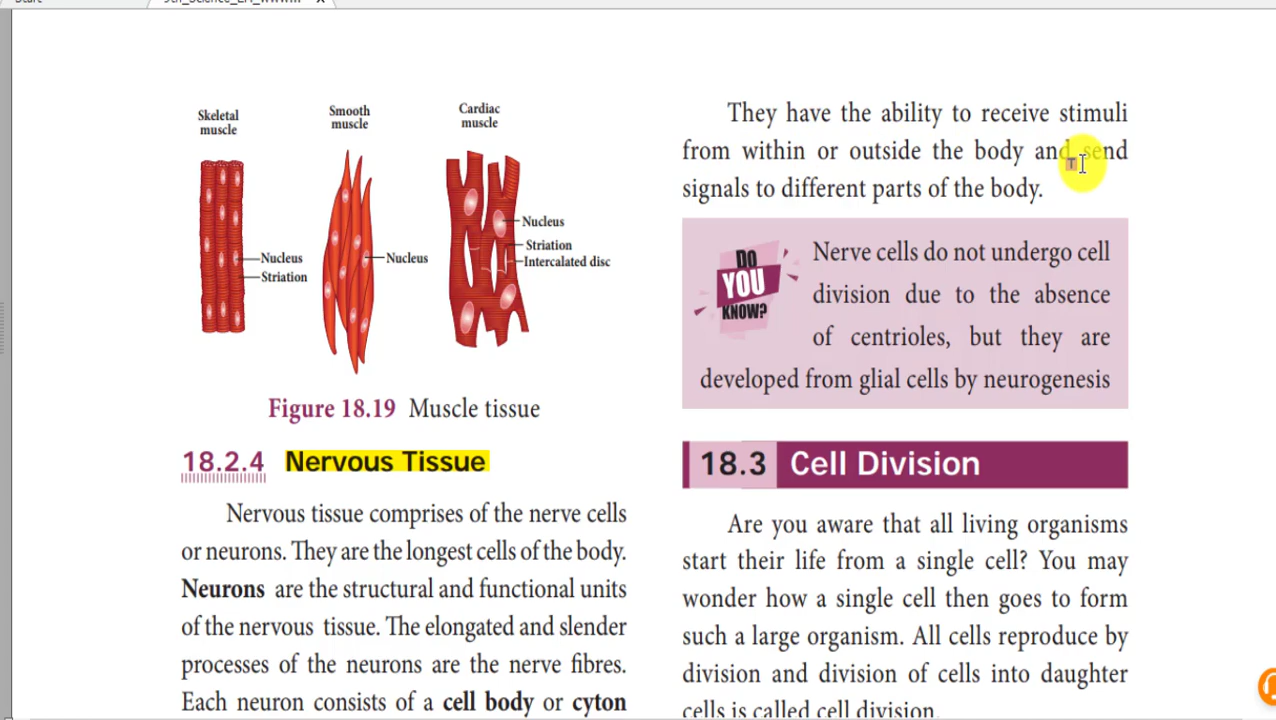 Start
Skeletal
muscle
Smooth
muscle
Cardiac
muscle
Nucleus
Striation
Nucleus
Nucleus
Striation
Intercalated disc
Figure 18.19 Muscle tissue
18.2.4 Nervous Tissue
Nervous tissue comprises of the nerve cells
or neurons. They are the longest cells of the body.
Neurons are the structural and functional units
of the nervous tissue. The elongated and slender
processes of the neurons are the nerve fibres.
Each neuron consists of a cell body or cyton
They have the ability to receive stimuli
from within or outside the body and send
signals to different parts of the body.
DO
YOU
KNOW?
Nerve cells do not undergo cell
division due to the absence
of centrioles, but they are
developed from glial cells by neurogenesis
18.3 Cell Division
Are you aware that all living organisms
start their life from a single cell? You may
wonder how a single cell then goes to form
such a large organism. All cells reproduce by
division and division of cells into daughter
cells is called cell division.